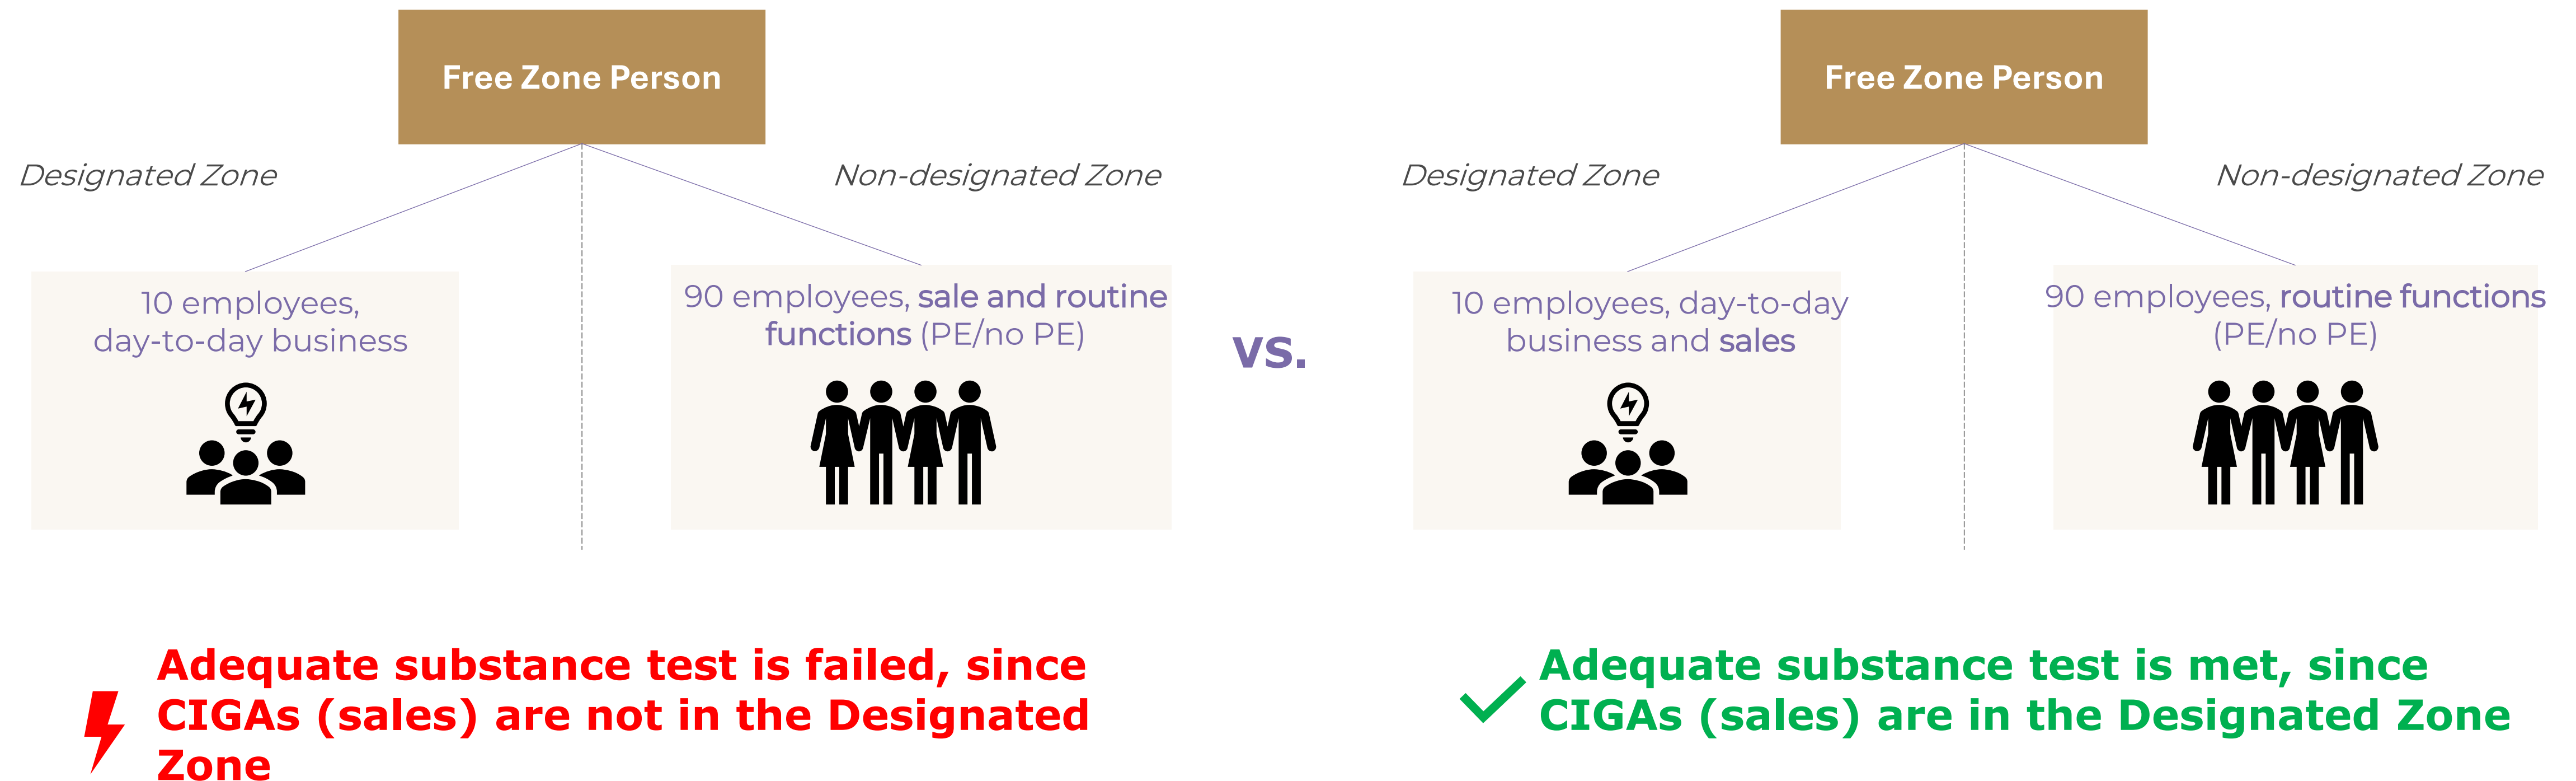 Free Zone Person
Designated Zone
Non-designated Zone
10 employees,
day-to-day business
90 employees, sale and routine
functions (PE/no PE)
Adequate substance test is failed, since
CIGAs (sales) are not in the Designated
Zone
vs.
Free Zone Person
Designated Zone
Non-designated Zone
10 employees, day-to-day
business and sales
90 employees, routine functions
(PE/no PE)
Adequate substance test is met, since
CIGAs (sales) are in the Designated Zone